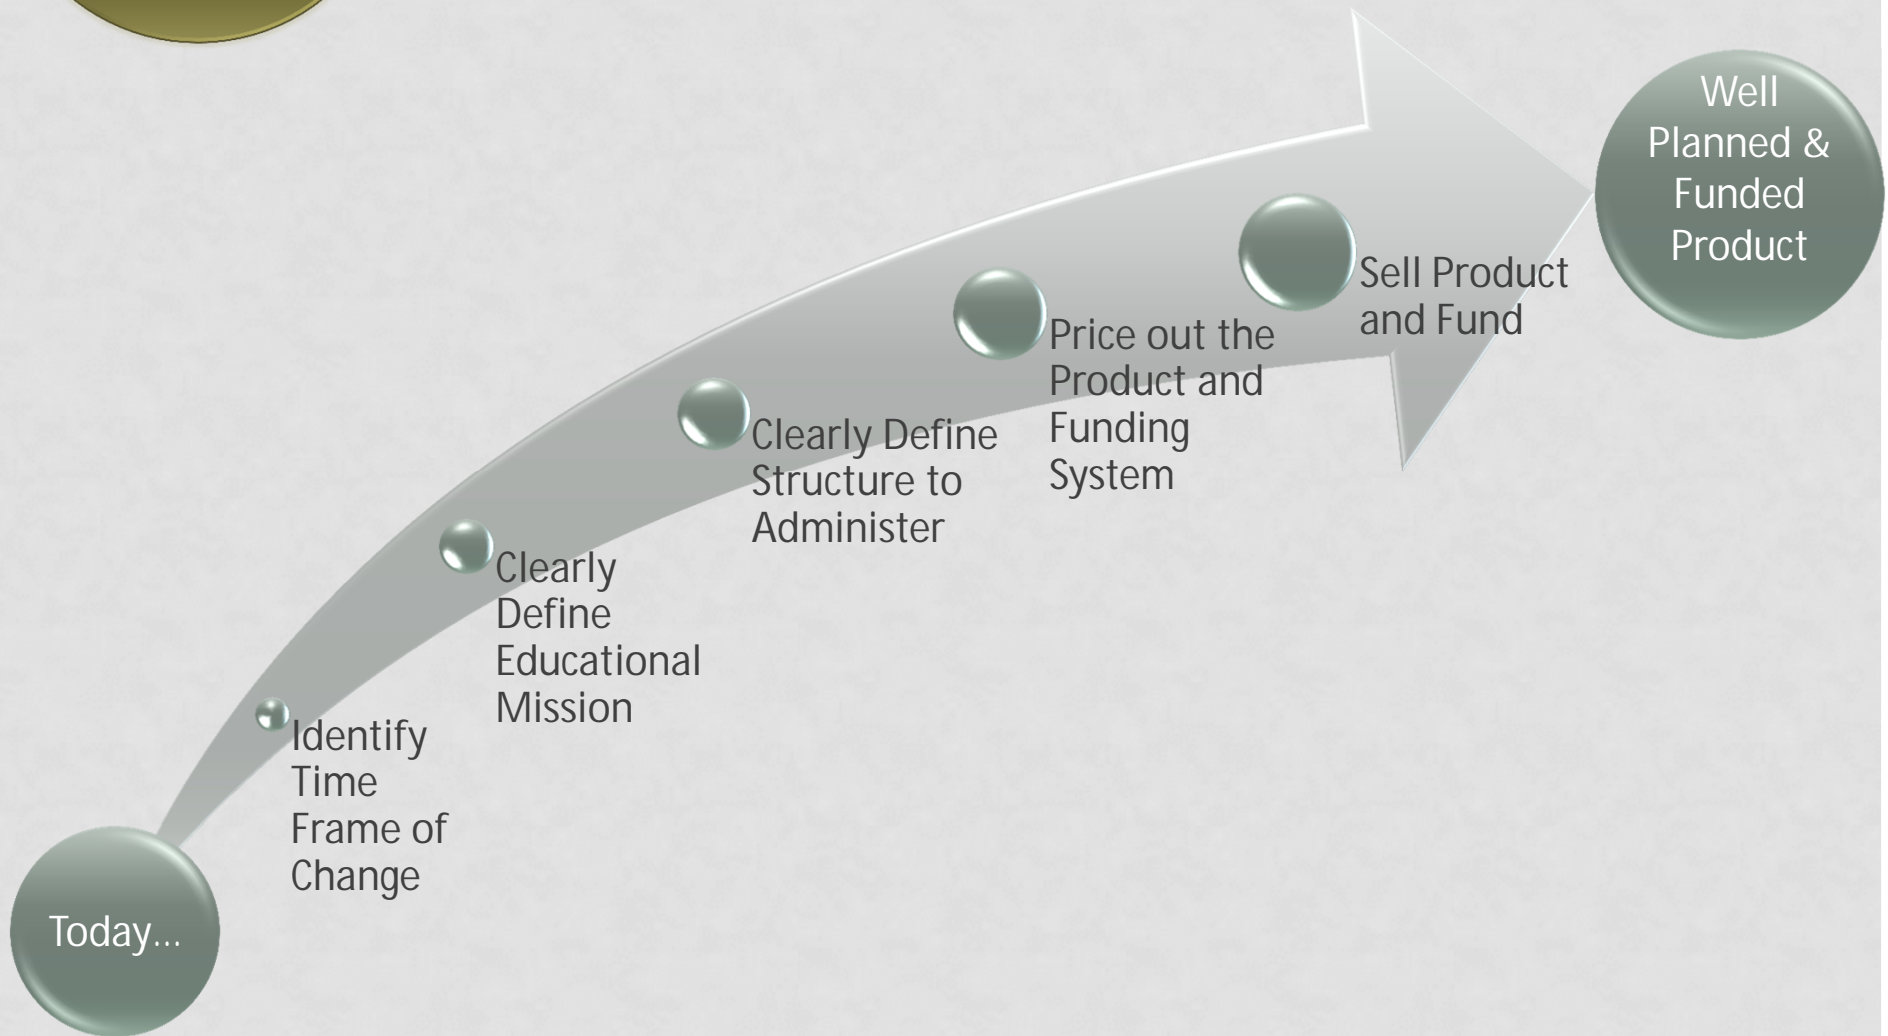 Today...
Identify
Time
Frame of
Change
Clearly
Define
Educational
Mission
Clearly Define
Structure to
Administer
Price out the
Product and
Funding
System
Sell Product
and Fund
Well
Planned &
Funded
Product